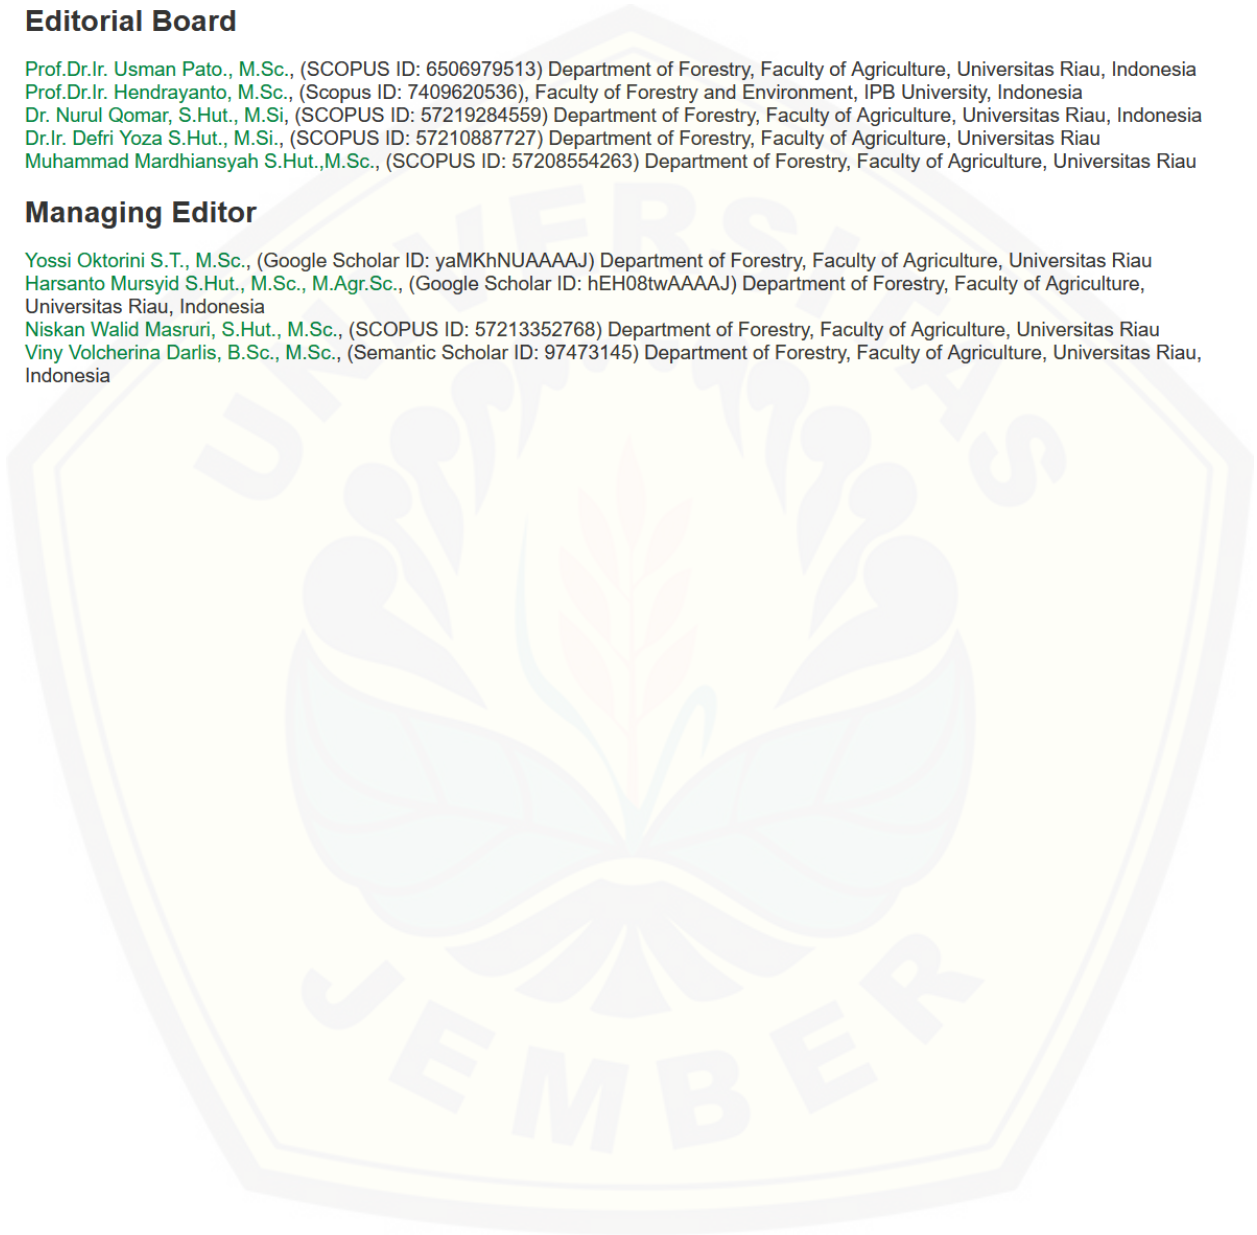 Editorial Board
Prof.Dr.Ir. Usman Pato., M.Sc., (SCOPUS ID: 6506979513) Department of Forestry, Faculty of Agriculture, Universitas Riau, Indonesia
Prof.Dr.Ir. Hendrayanto, M.Sc., (Scopus ID: 7409620536), Faculty of Forestry and Environment, IPB University, Indonesia
Dr. Nurul Qomar, S.Hut., M.Si, (SCOPUS ID: 57219284559) Department of Forestry, Faculty of Agriculture, Universitas Riau, Indonesia
Dr.Ir. Defri Yoza S.Hut., M.Si., (SCOPUS ID: 57210887727) Department of Forestry, Faculty of Agriculture, Universitas Riau
Muhammad Mardhiansyah S.Hut.,M.Sc., (SCOPUS ID: 57208554263) Department of Forestry, Faculty of Agriculture, Universitas Riau
Managing Editor
Yossi Oktorini S.T., M.Sc., (Google Scholar ID: yaMKhNUAAAAJ) Department of Forestry, Faculty of Agriculture, Universitas Riau
Harsanto Mursyid S.Hut., M.Sc., M.Agr.Sc., (Google Scholar ID: hEH08twAAAAJ) Department of Forestry, Faculty of Agriculture,
Universitas Riau, Indonesia
Niskan Walid Masruri, S.Hut., M.Sc., (SCOPUS ID: 57213352768) Department of Forestry, Faculty of Agriculture, Universitas Riau
Viny Volcherina Darlis, B.Sc., M.Sc., (Semantic Scholar ID: 97473145) Department of Forestry, Faculty of Agriculture, Universitas Riau,
Indonesia
UNIVERSITAS
JEMBER